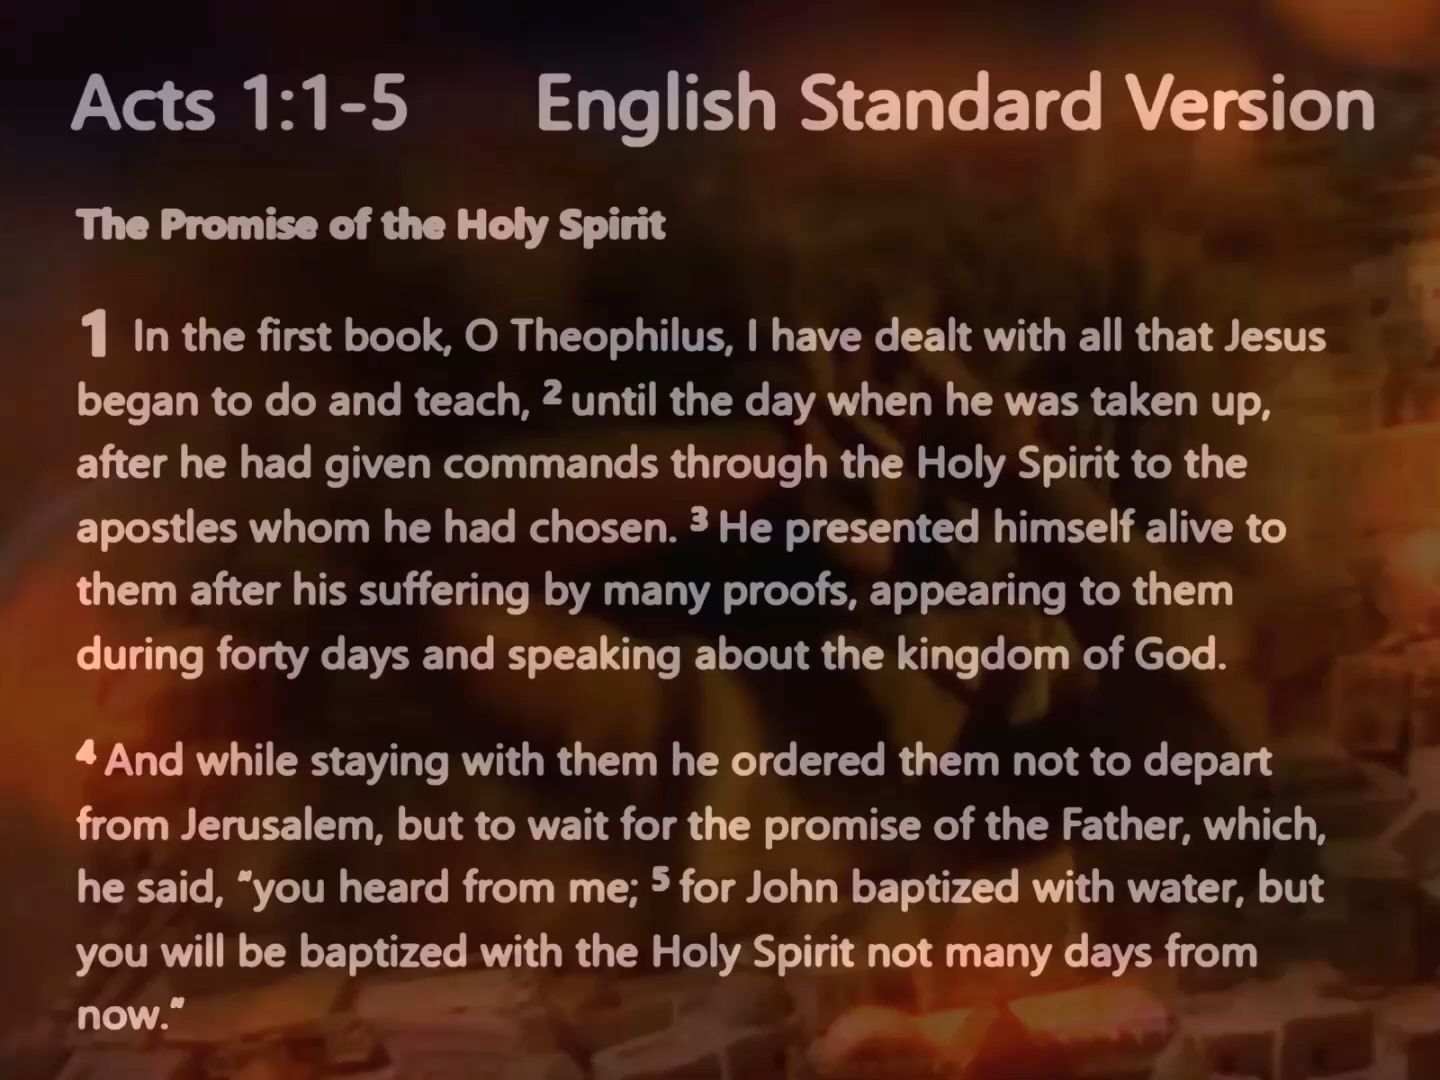 Acts 1:1-5 English Standard Version
The Promise of the Holy Spirit
1 In the first book, O Theophilus, I have dealt with all that Jesus
began to do and teach, 2 until the day when he was taken up,
after he had given commands through the Holy Spirit to the
apostles whom he had chosen. 3 He presented himself alive to
them after his suffering by many proofs, appearing to them
during forty days and speaking about the kingdom of God.
4 And while staying with them he ordered them not to depart
from Jerusalem, but to wait for the promise of the Father, which,
he said, "you heard from me; 5 for John baptized with water, but
you will be baptized with the Holy Spirit not many days from
now."